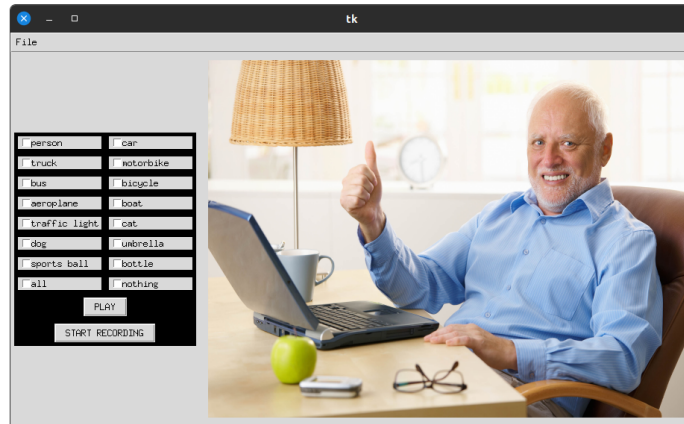 tk
File
person car
truck motorbike
bus bicycle
aeroplane boat
traffic light cat
dog umbrella
sports ball bottle
all nothing
PLAY
START RECORDING